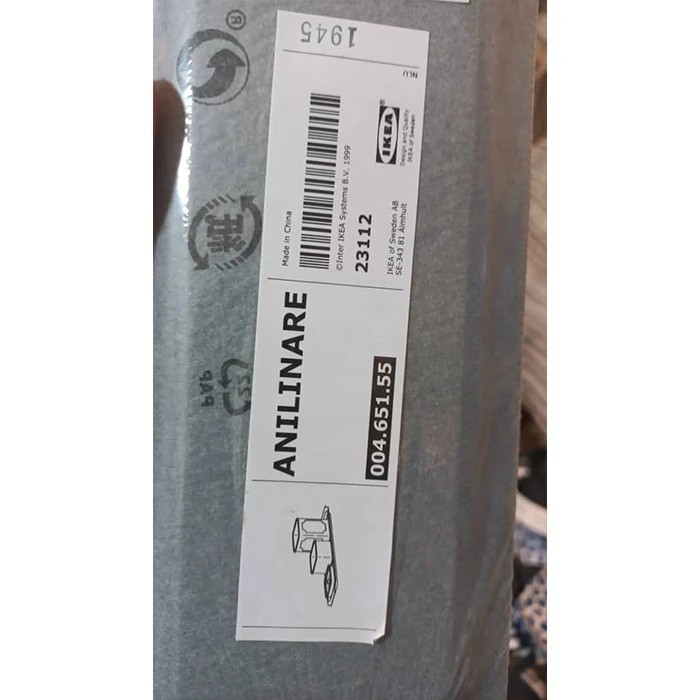 1945
NLU
Made in China
©Inter IKEA Systems B.V. 1999
23112
IKEA®
Design and Quality
IKEA of Sweden
IKEA of Sweden AB
SE-343 81 Älmhult
ANILINARE
004.651.55
®
22
PAP